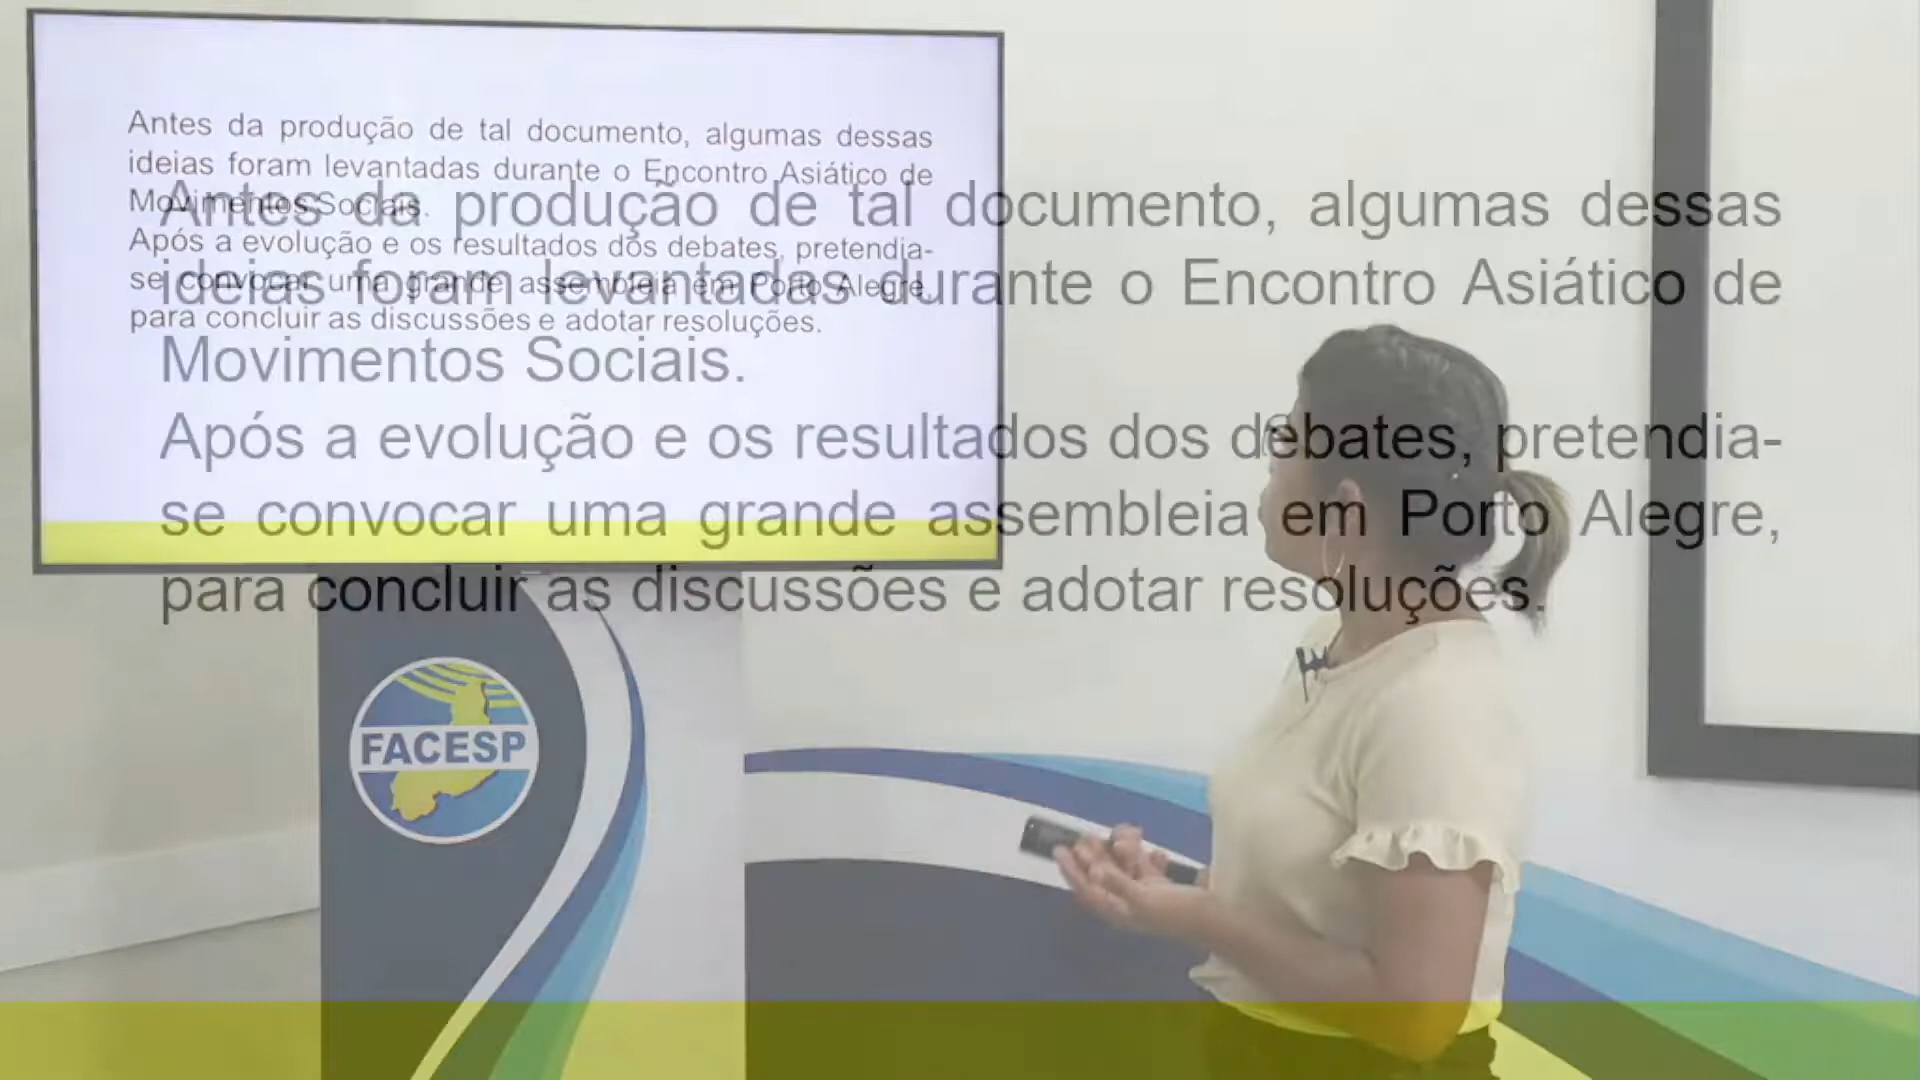 Antes da produção de tal documento, algumas dessas
ideias foram levantadas durante o Encontro Asiático de
Movimentos Sociais.
Após a evolução e os resultados dos debates, pretendia-
se convocar uma grande assembleia em Porto Alegre,
para concluir as discussões e adotar resoluções.
Antes da produção de tal documento, algumas dessas
ideias foram levantadas durante o Encontro Asiático de
Movimentos Sociais.
Após a evolução e os resultados dos debates, pretendia-
se convocar uma grande assembleia em Porto Alegre,
para concluir as discussões e adotar resoluções.
FACESP